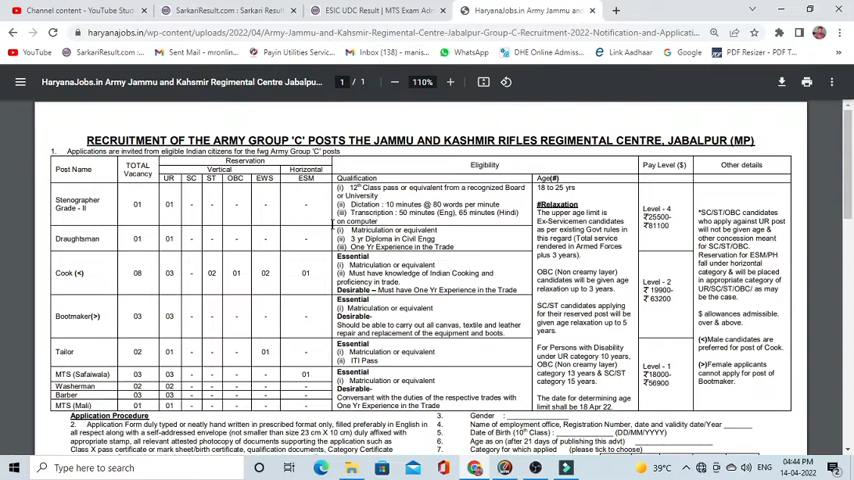 Channel content - YouTube Stud
SarkariResult.com : Sarkari Resu
ESIC UDC Result | MTS Exam Adm
HaryanaJobs.in Army Jammu and
haryanajobs.in/wp-content/uploads/2022/04/Army-Jammu-and-Kahsmir-Regimental-Centre-Jabalpur-Group-C-Recruitment-2022-Notification-and-Applicati...
YouTube
SarkariResult.com :...
Sent Mail - mronline...
Payin Utilities Servic...
Inbox (138) - manis...
WhatsApp
DHE Online Admissi...
Link Aadhaar
Google
PDF Resizer - Resize...
PDF24 Tools
HaryanaJobs.in Army Jammu and Kahsmir Regimental Centre Jabalpu...
1 / 1
110%
RECRUITMENT OF THE ARMY GROUP 'C' POSTS THE JAMMU AND KASHMIR RIFLES REGIMENTAL CENTRE, JABALPUR (MP)
1. Applications are invited from eligible Indian citizens for the fwg Army Group 'C' posts
Post Name
TOTAL Vacancy
Reservation
Vertical
Horizontal
UR SC ST OBC EWS ESM
Eligibility
Qualification
Age(#)
Pay Level ($)
Other details
Stenographer Grade - II
01 01 - - - - -
(i) 12th Class pass or equivalent from a recognized Board
or University
(ii) Dictation : 10 minutes @ 80 words per minute
(iii) Transcription : 50 minutes (Eng), 65 minutes (Hindi)
on computer
Draughtsman
01 01 - - - - -
(i) Matriculation or equivalent
(ii) 3 yr Diploma in Civil Engg
(iii) One Yr Experience in the Trade
Cook (<)
08 03 - 02 01 02 01
Essential
(i) Matriculation or equivalent
(ii) Must have knowledge of Indian Cooking and
proficiency in trade.
Desirable – Must have One Yr Experience in the Trade
Bootmaker(>)
03 03 - - - - -
Essential
(i) Matriculation or equivalent
Desirable-
Should be able to carry out all canvas, textile and leather
repair and replacement of the equipment and boots.
Tailor
02 01 - - - 01 -
Essential
(i) Matriculation or equivalent
(ii) ITI Pass
MTS (Safaiwala)
03 03 - - - - 01
Washerman
02 02 - - - - -
Barber
03 03 - - - - -
MTS (Mali)
01 01 - - - - -
Essential
(i) Matriculation or equivalent
Desirable-
Conversant with the duties of the respective trades with
One Yr Experience in the Trade
18 to 25 yrs
#Relaxation
The upper age limit is
Ex-Servicemen candidates
as per existing Govt rules in
this regard (Total service
rendered in Armed Forces
plus 3 years).
OBC (Non creamy layer)
candidates will be given age
relaxation up to 3 years.
SC/ST candidates applying
for their reserved post will be
given age relaxation up to 5
years.
For Persons with Disability
under UR category 10 years,
OBC (Non creamy layer)
category 13 years & SC/ST
category 15 years.
The date for determining age
limit shall be 18 Apr 22.
Level - 4
₹25500-
81100
Level - 2
₹ 19900-
63200
Level - 1
₹18000-
56900
*SC/ST/OBC candidates
who apply against UR post
will not be given age & other
concession meant for
SC/ST/OBC.
Reservation for ESM/PH
fall under horizontal
category & will be placed
in appropriate category of
UR/SC/ST/OBC/ as may
be the case.
$ allowances admissible,
over & above.
(<)Male candidates are
preferred for post of Cook.
(>)Female applicants
cannot apply for post of
Bootmaker.
Application Procedure
2. Application Form duly typed or neatly hand written in prescribed format only, filled preferably in English in
all respect along with a self-addressed envelope (not smaller than size 23 cm X 10 cm) duly affixed with
appropriate stamp, all relevant attested photocopy of documents supporting the application such as
Class X pass certificate or mark sheet/birth certificate, qualification documents, Category Certificate
3. Gender :
4. Name of employment office, Registration Number, date and validity date/Year
5. Date of Birth (10th Class) : (DD/MM/YYYY)
6. Age as on (after 21 days of publishing this advt)
7. Category for which applied (please tick to choose)
Type here to search
39°C
ENG
04:44 PM
14-04-2022